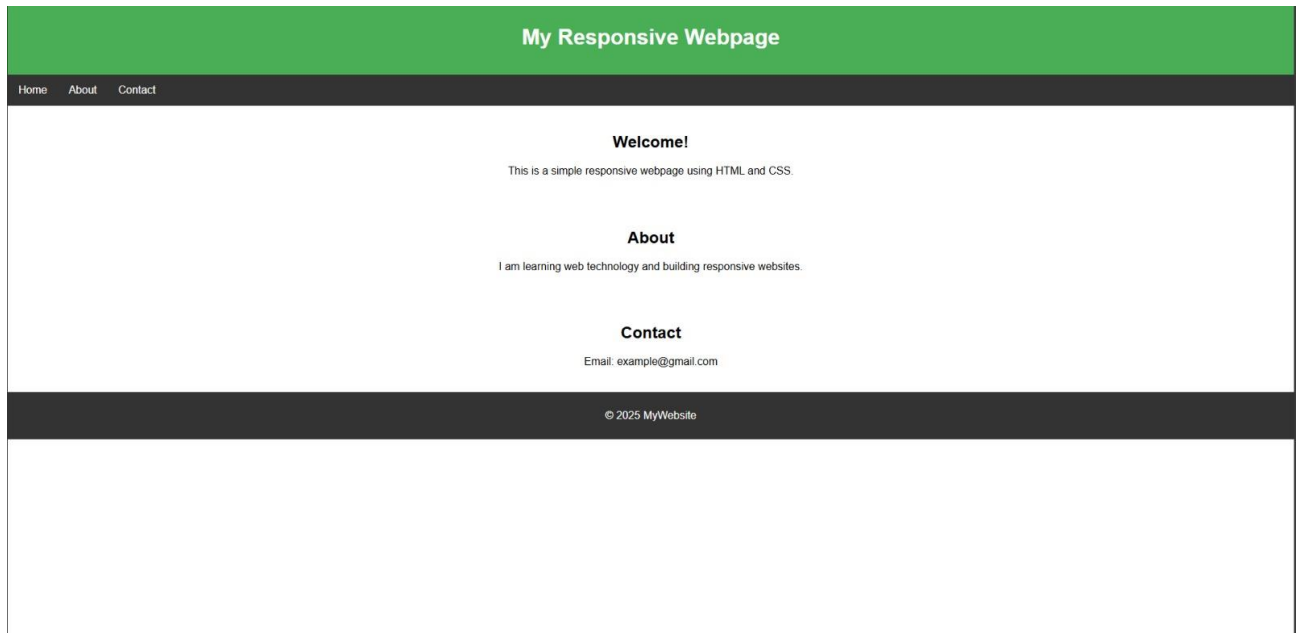 My Responsive Webpage
Home About Contact
Welcome!
This is a simple responsive webpage using HTML and CSS.
About
I am learning web technology and building responsive websites.
Contact
Email: example@gmail.com
© 2025 MyWebsite